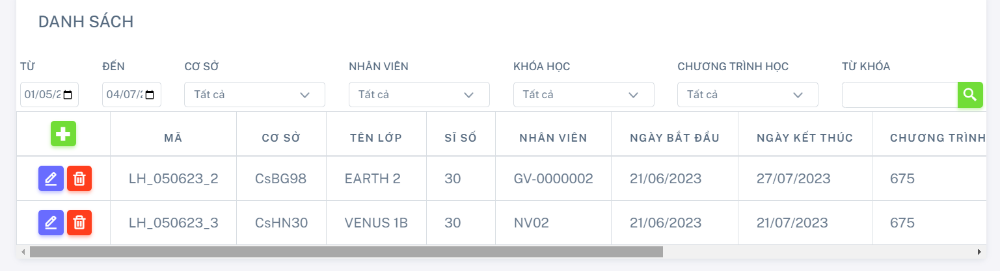 DANH SÁCH
TỪ ĐẾN CƠ SỞ NHÂN VIÊN KHÓA HỌC CHƯƠNG TRÌNH HỌC TỪ KHÓA
01/05/2 04/07/2 Tất cả Tất cả Tất cả Tất cả
MÃ CƠ SỞ TÊN LỚP SĨ SỐ NHÂN VIÊN NGÀY BẮT ĐẦU NGÀY KẾT THÚC CHƯƠNG TRÌNH
LH_050623_2 CsBG98 EARTH 2 30 GV-0000002 21/06/2023 27/07/2023 675
LH_050623_3 CsHN30 VENUS 1B 30 NV02 21/06/2023 21/07/2023 675